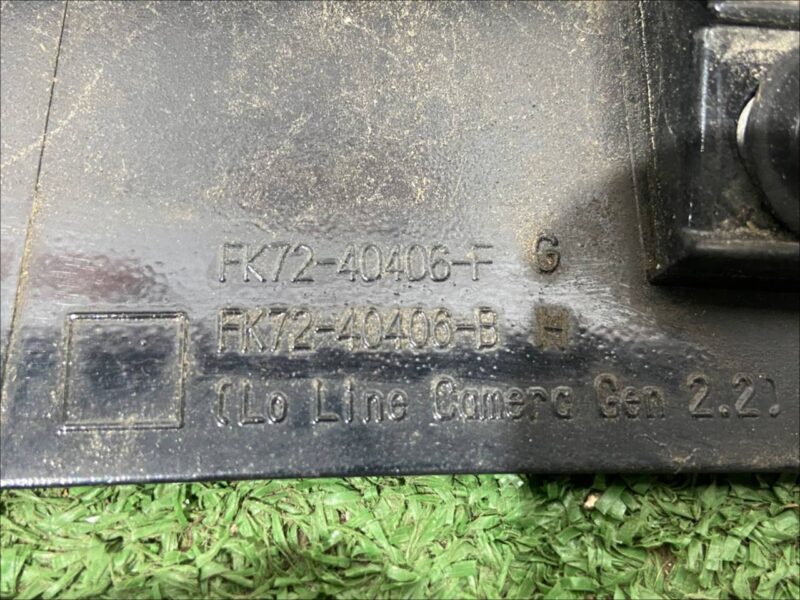 FK72-40406-F G
FK72-40406-B H
(Lo Line Camera Gen 2.2)